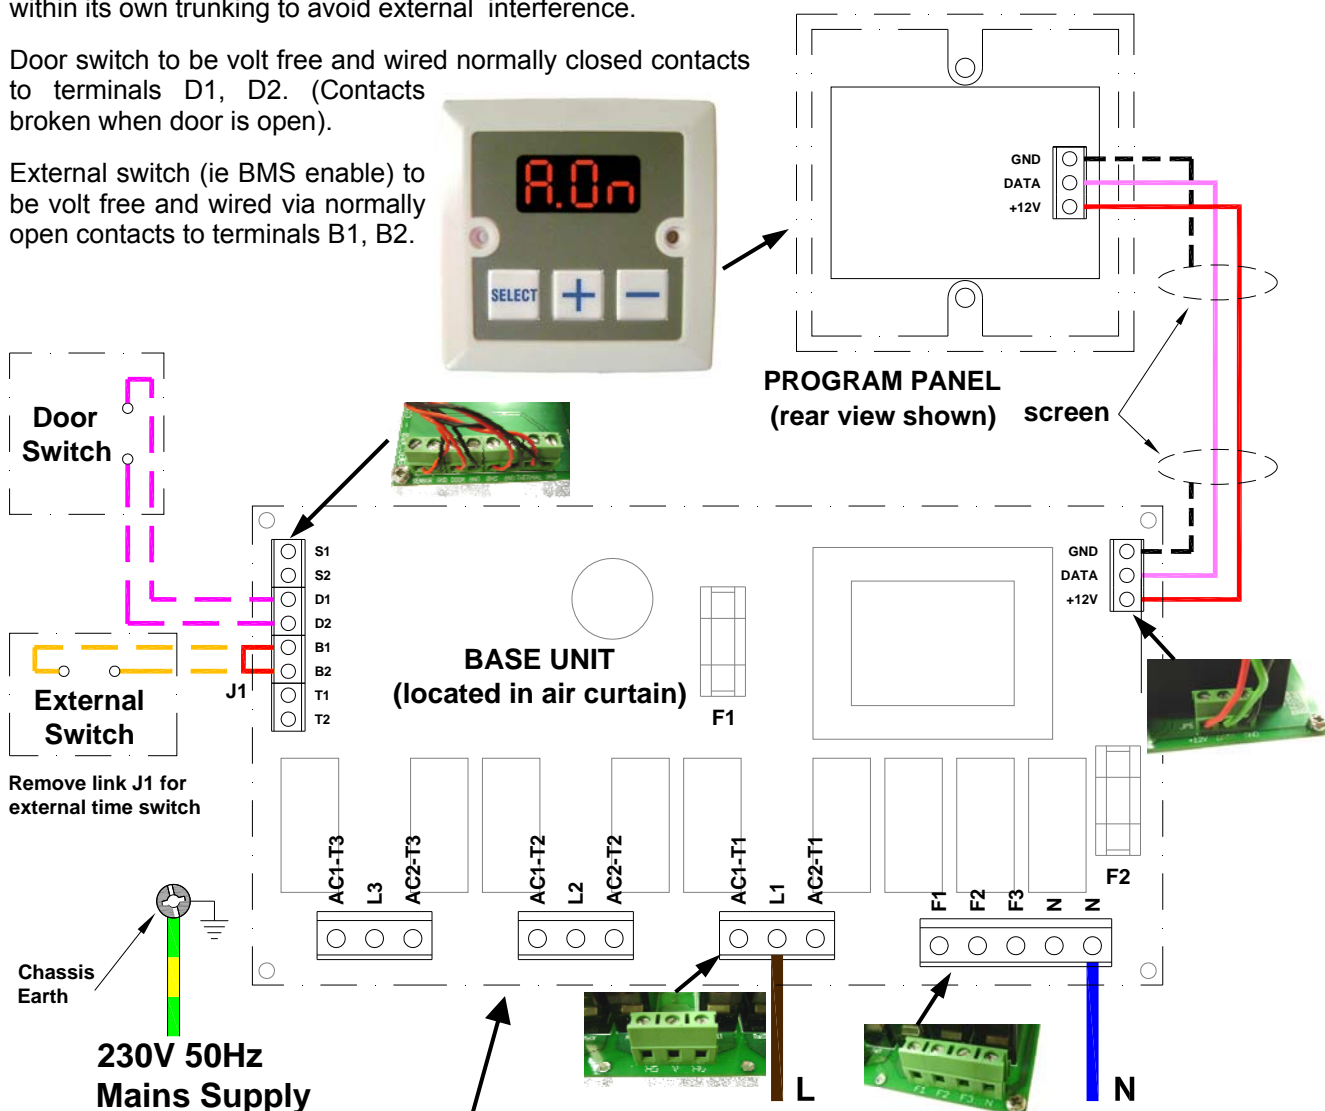 within its own trunking to avoid external interference.
Door switch to be volt free and wired normally closed contacts
to terminals D1, D2. (Contacts
broken when door is open).
External switch (ie BMS enable) to
be volt free and wired via normally
open contacts to terminals B1, B2.
A.On
SELECT
+
−
GND
DATA
+12V
PROGRAM PANEL
(rear view shown)
screen
Door
Switch
S1
S2
D1
D2
B1
B2
T1
T2
J1
External
Switch
Remove link J1 for
external time switch
BASE UNIT
(located in air curtain)
F1
GND
DATA
+12V
+12V
GND
F2
AC1-T3
L3
AC2-T3
AC1-T2
L2
AC2-T2
AC1-T1
L1
AC2-T1
F1
F2
F3
N
N
Chassis
Earth
230V 50Hz
Mains Supply
L
F1 F2 F3 N
N